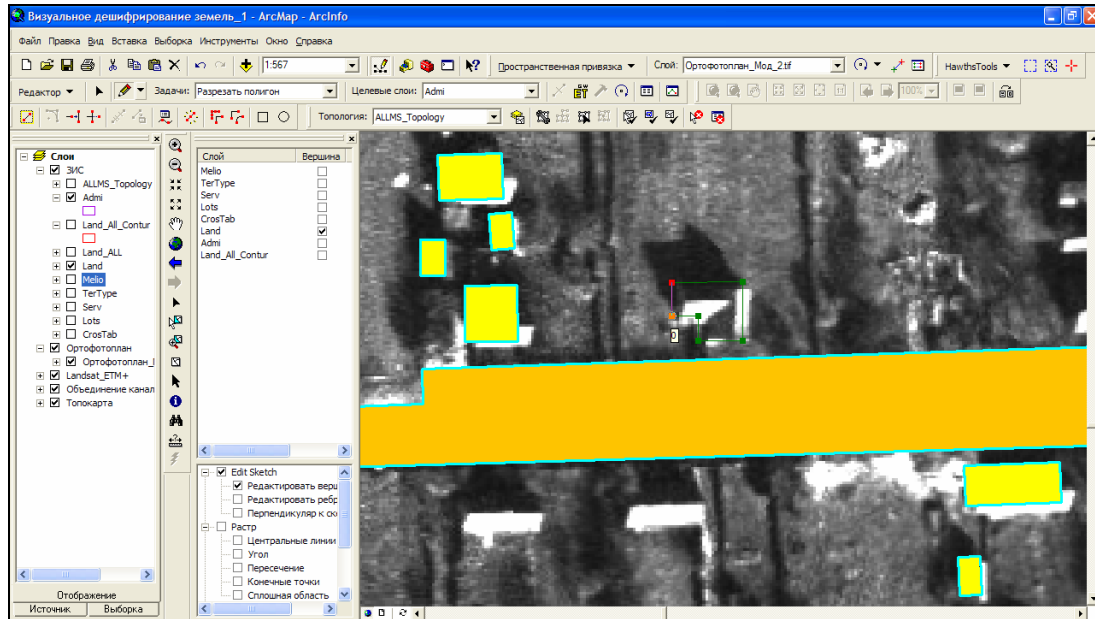 Визуальное дешифрирование земель_1 - ArcMap - ArcInfo
Файл Правка Вид Вставка Выборка Инструменты Окно Справка
1:567 Пространственная привязка Слой: Ортофотоплан_Мод_2.tif HawthsTools
Редактор Задачи: Разрезать полигон Целевые слои: Admi 100%
Топология: ALLMS_Topology
Слои
ЗИС
ALLMS_Topology
Admi
Land_All_Contur
Land_ALL
Land
Melio
TerType
Serv
Lots
CrosTab
Ортофотоплан
Ортофотоплан_
Landsat_ETM+
Объединение канал
Топокарта
Отображение
Источник Выборка
Слой Вершина
Melio
TerType
Serv
Lots
CrosTab
Land
Admi
Land_All_Contur
Edit Sketch
Редактировать верш
Редактировать ребр
Перпендикуляр к ск
Растр
Центральные линии
Угол
Пересечение
Конечные точки
Сплошная область